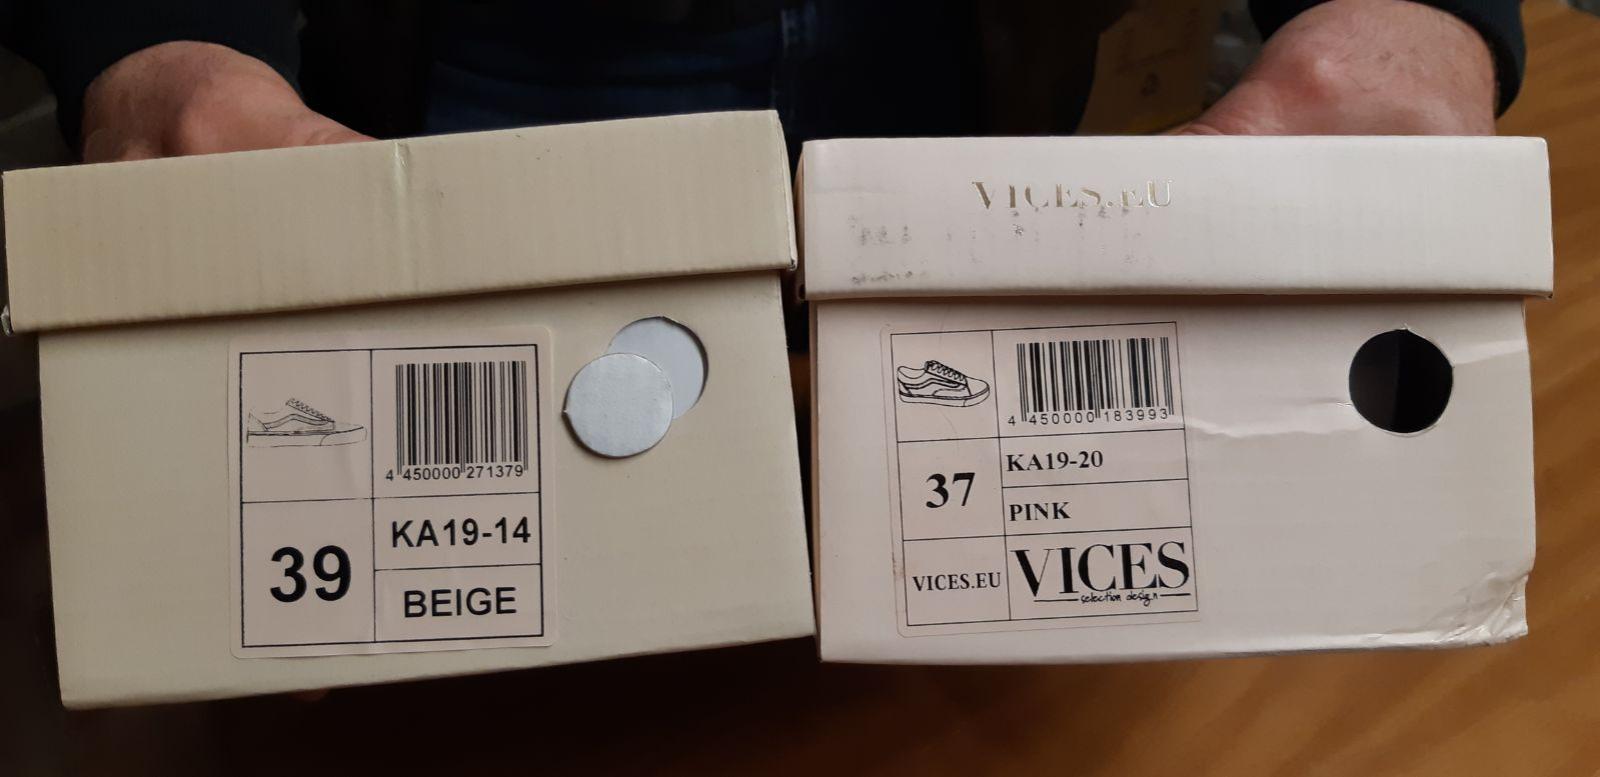 4 450000 271379
39
KA19-14
BEIGE
VICES.EU
4 450000 183993
37
KA19-20
PINK
VICES.EU
VICES
selection design